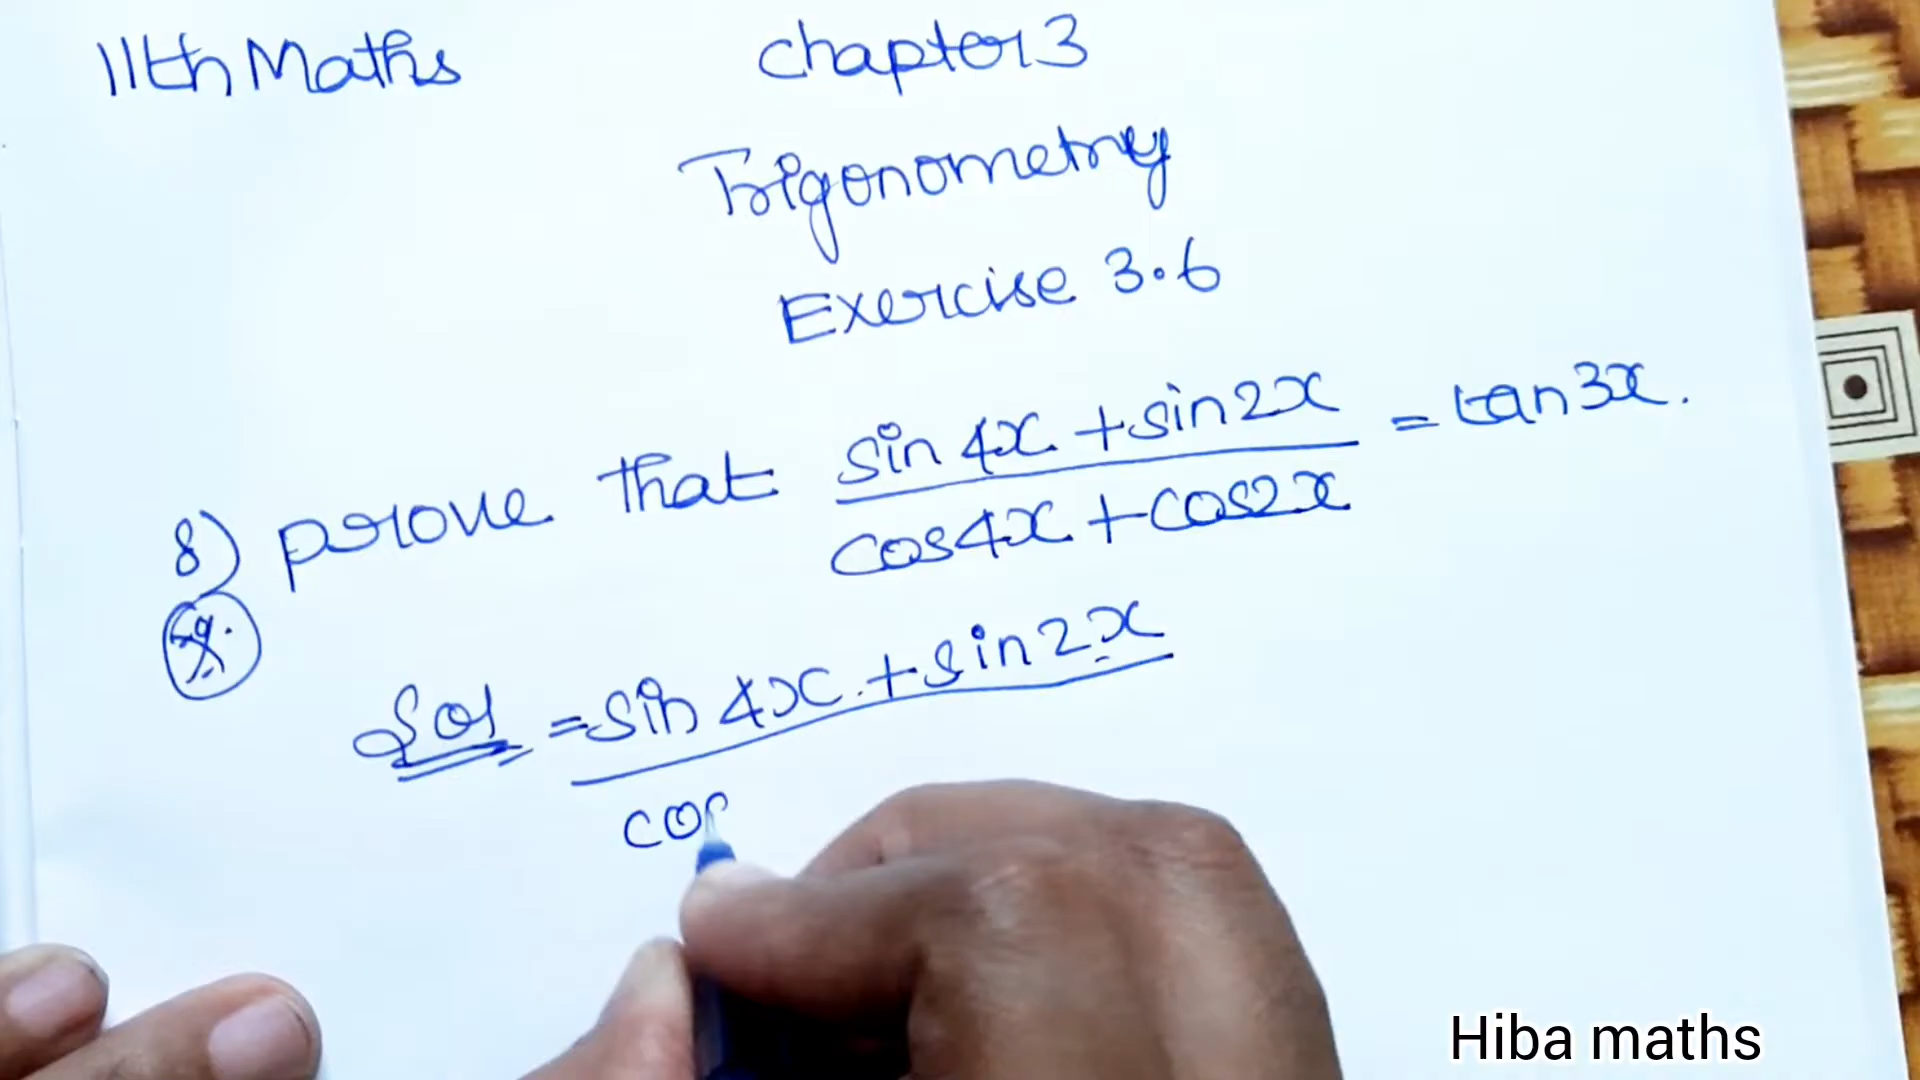 11th Maths chapter 3
Trigonometry
Exercise 3.6
8) prove that sin 4x + sin 2x / cos 4x + cos 2x = tan 3x.
Sol = sin 4x + sin 2x
cos
Hiba maths